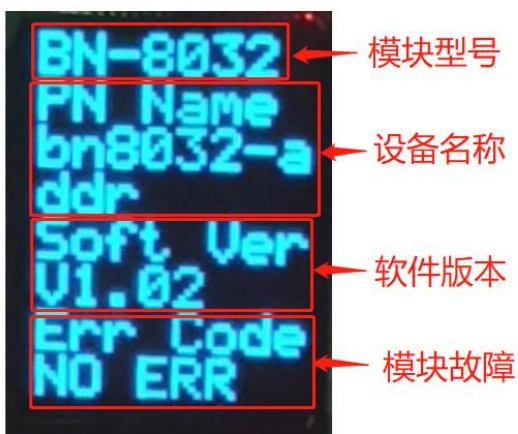 BN-8032
模块型号
PN Name
bn8032-a
ddr
设备名称
Soft Ver
V1.02
软件版本
Err Code
NO ERR
模块故障